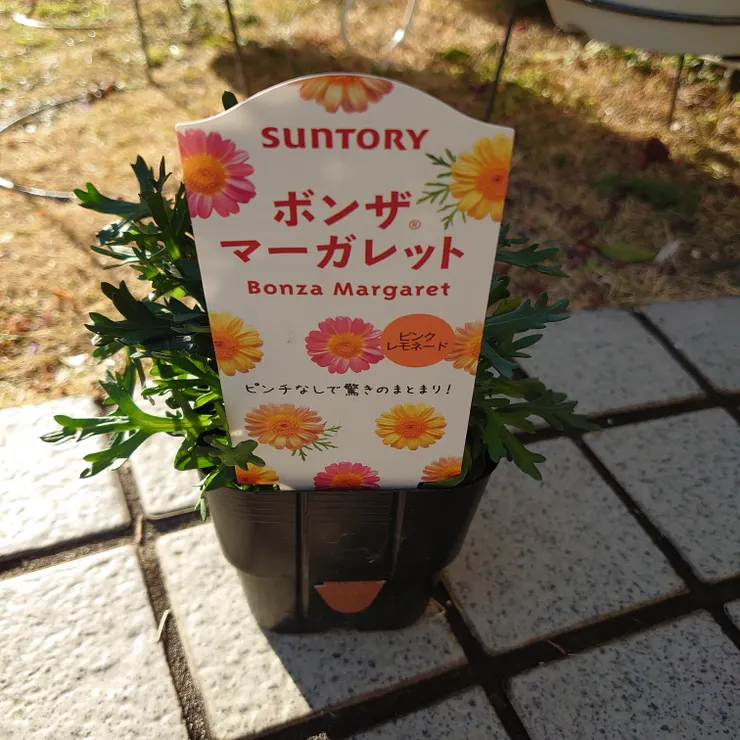 SUNTORY
ボンザ®
マーガレット
Bonza Margaret
ピンク
レモネード
ピンチなしで驚きのまとまり!